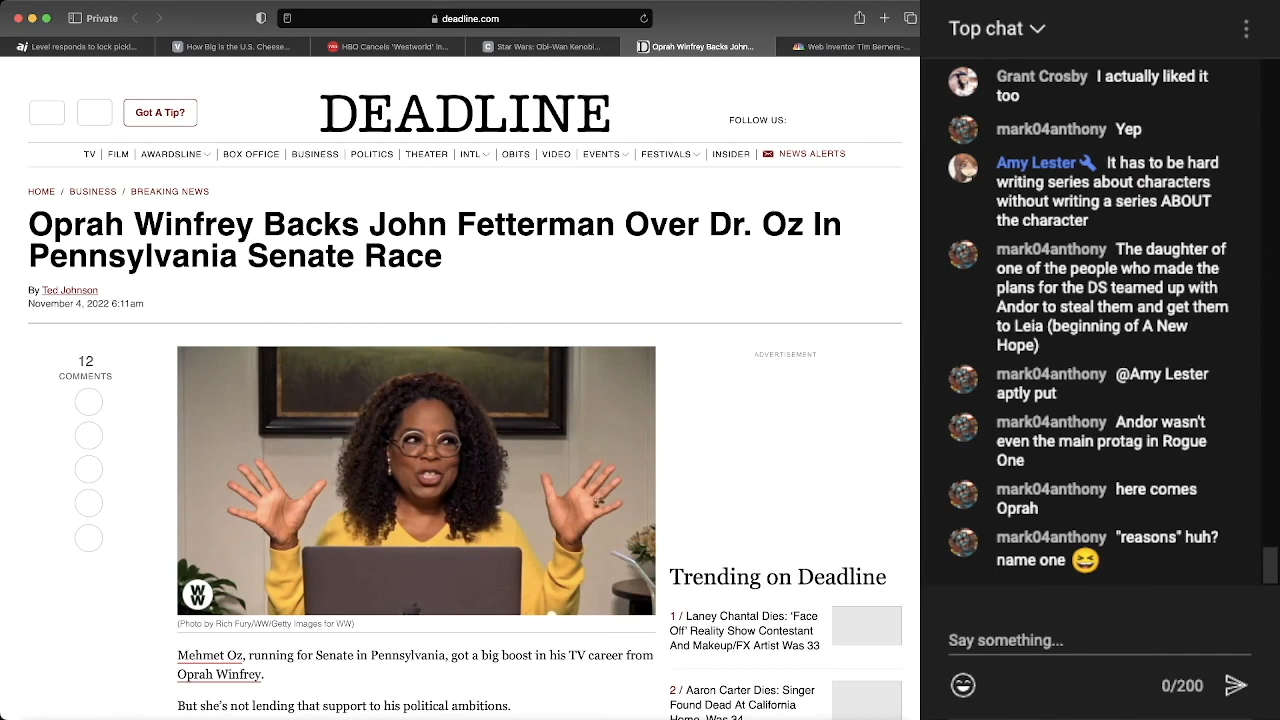 Private
deadline.com
Level responds to lock pickl...
How Big is the U.S. Cheese...
HBO Cancels 'Westworld' In...
Star Wars: Obi-Wan Kenobi...
Oprah Winfrey Backs John...
Web Inventor Tim Berners-...
Got A Tip?
DEADLINE
FOLLOW US:
TV | FILM | AWARDSLINE | BOX OFFICE | BUSINESS | POLITICS | THEATER | INTL | OBITS | VIDEO | EVENTS | FESTIVALS | INSIDER | NEWS ALERTS
HOME / BUSINESS / BREAKING NEWS
Oprah Winfrey Backs John Fetterman Over Dr. Oz In
Pennsylvania Senate Race
By Ted Johnson
November 4, 2022 6:11am
12
COMMENTS
W
W
(Photo by Rich Fury/WW/Getty Images for WW)
Mehmet Oz, running for Senate in Pennsylvania, got a big boost in his TV career from
Oprah Winfrey.
But she's not lending that support to his political ambitions.
ADVERTISEMENT
Trending on Deadline
1 / Laney Chantal Dies: 'Face
Off' Reality Show Contestant
And Makeup/FX Artist Was 33
2 / Aaron Carter Dies: Singer
Found Dead At California
Home, Was 34
Top chat
Grant Crosby I actually liked it
too
mark04anthony Yep
Amy Lester It has to be hard
writing series about characters
without writing a series ABOUT
the character
mark04anthony The daughter of
one of the people who made the
plans for the DS teamed up with
Andor to steal them and get them
to Leia (beginning of A New
Hope)
mark04anthony @Amy Lester
aptly put
mark04anthony Andor wasn't
even the main protag in Rogue
One
mark04anthony here comes
Oprah
mark04anthony "reasons" huh?
name one 😆
Say something...
0/200